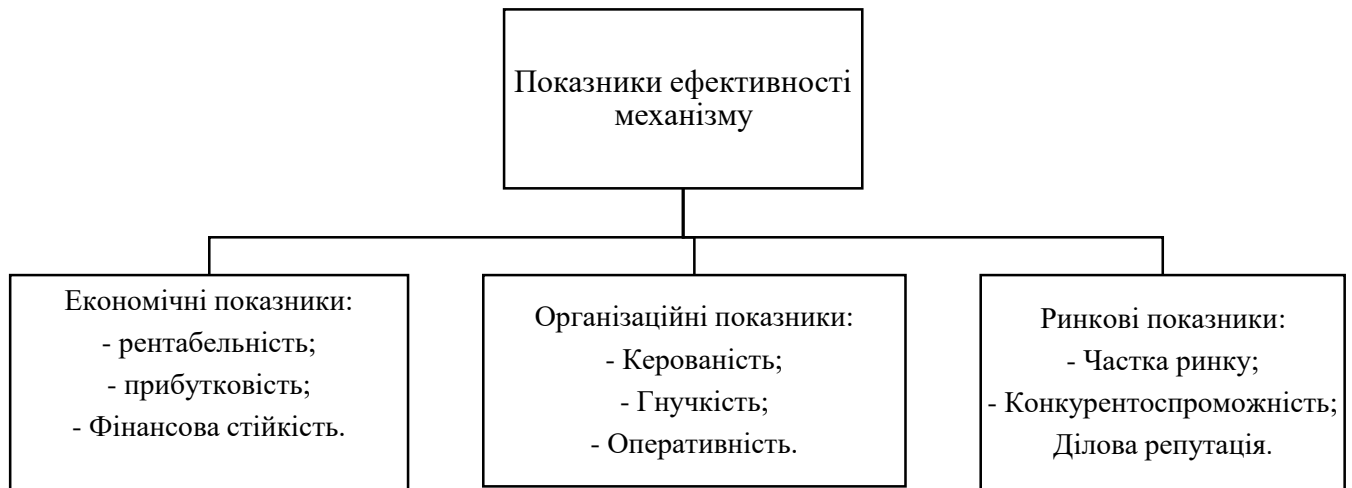 Показники ефективності
механізму
Економічні показники:
- рентабельність;
- прибутковість;
- Фінансова стійкість.
Організаційні показники:
- Керованість;
- Гнучкість;
- Оперативність.
Ринкові показники:
- Частка ринку;
- Конкурентоспроможність;
Ділова репутація.